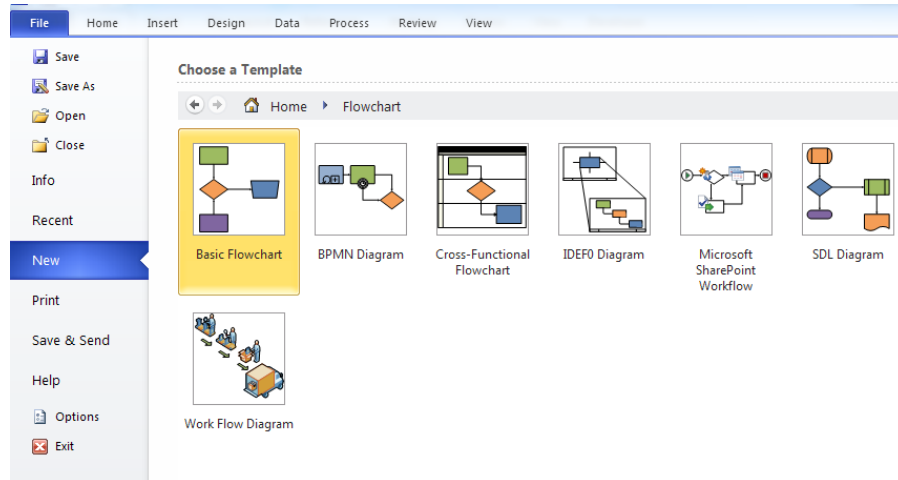 File Home Insert Design Data Process Review View
Save
Save As
Open
Close
Info
Recent
New
Print
Save & Send
Help
Options
Exit
Choose a Template
Home Flowchart
Basic Flowchart
BPMN Diagram
Cross-Functional
Flowchart
IDEF0 Diagram
Microsoft
SharePoint
Workflow
SDL Diagram
Work Flow Diagram